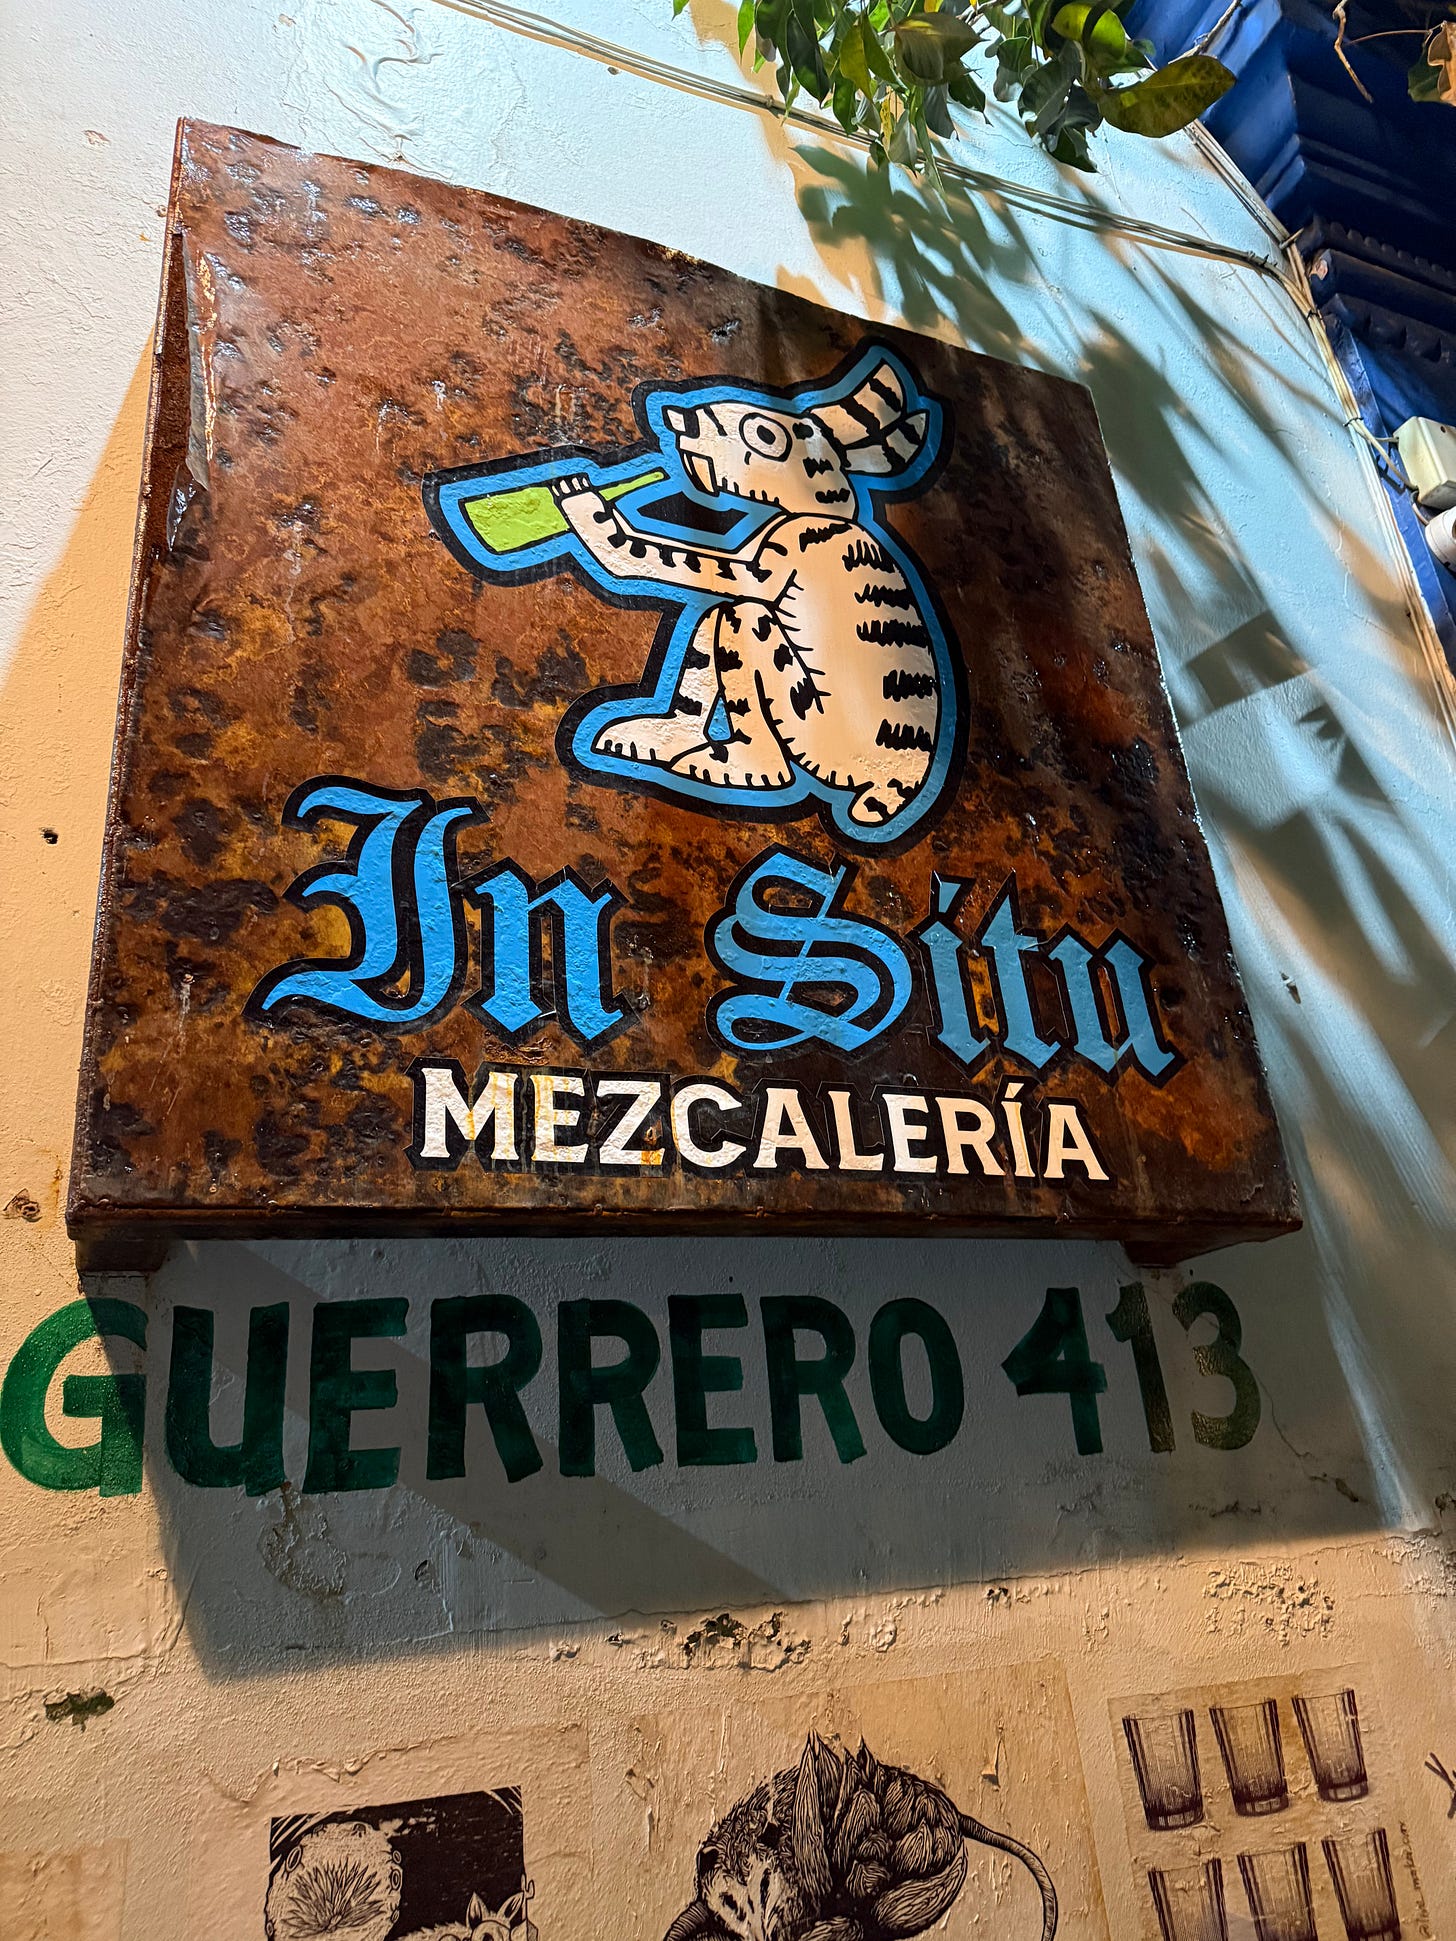 In Situ
MEZCALERÍA
GUERRERO 413